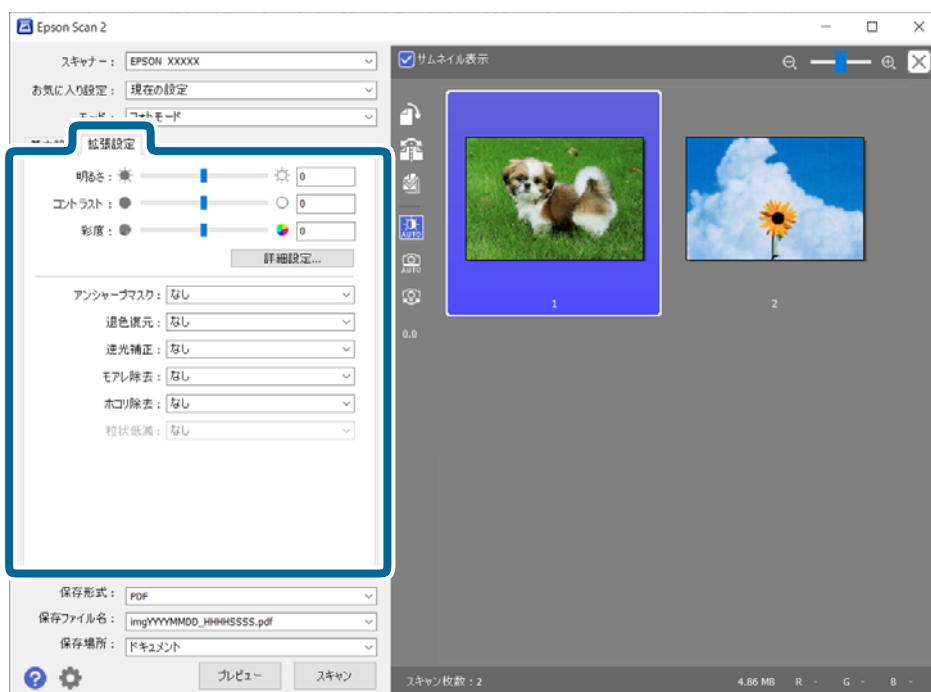 Epson Scan 2
スキャナー： EPSON XXXXX
お気に入り設定： 現在の設定
モード： フォトモード
拡張設定
明るさ： 0
コントラスト： 0
彩度： 0
詳細設定...
アンシャープマスク： なし
退色復元： なし
逆光補正： なし
モアレ除去： なし
ホコリ除去： なし
粒状低減： なし
保存形式： PDF
保存ファイル名： imgYYYYMMDD_HHHHSSSS.pdf
保存場所： ドキュメント
? プレビュー スキャン
サムネイル表示
AUTO
AUTO
0.0
1
2
スキャン枚数：2 4.86 MB R - G - B -